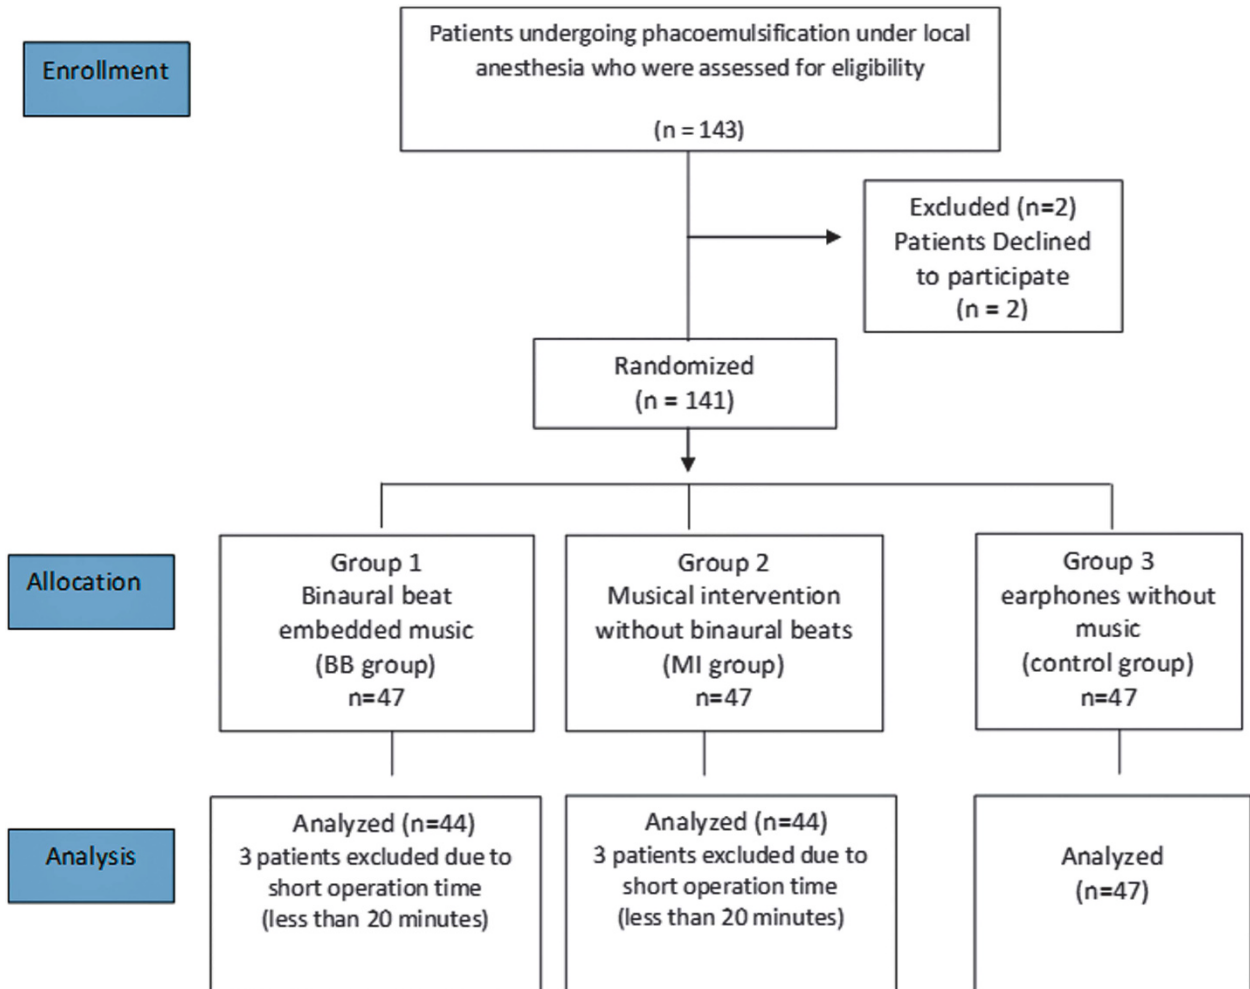 Enrollment
Patients undergoing phacoemulsification under local
anesthesia who were assessed for eligibility
(n = 143)
Excluded (n=2)
Patients Declined
to participate
(n = 2)
Randomized
(n = 141)
Allocation
Group 1
Binaural beat
embedded music
(BB group)
n=47
Group 2
Musical intervention
without binaural beats
(MI group)
n=47
Group 3
earphones without
music
(control group)
n=47
Analysis
Analyzed (n=44)
3 patients excluded due to
short operation time
(less than 20 minutes)
Analyzed (n=44)
3 patients excluded due to
short operation time
(less than 20 minutes)
Analyzed
(n=47)